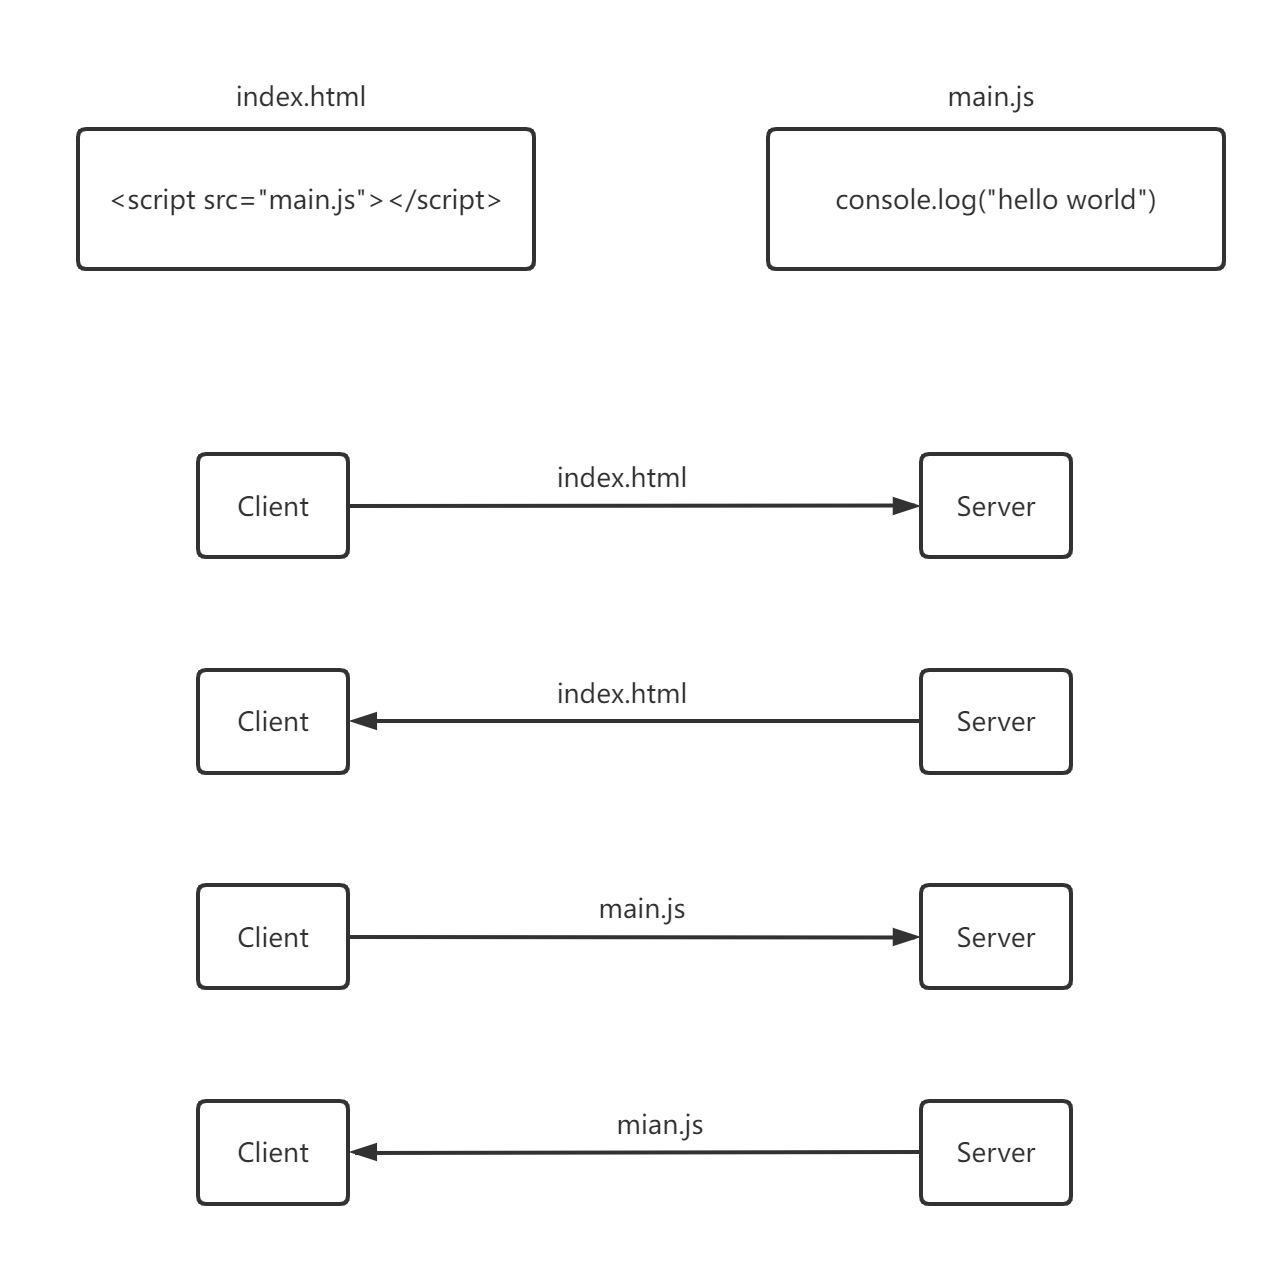 index.html
main.js
<script src="main.js"></script>
console.log("hello world")
index.html
Client
Server
index.html
Client
Server
main.js
Client
Server
mian.js
Client
Server